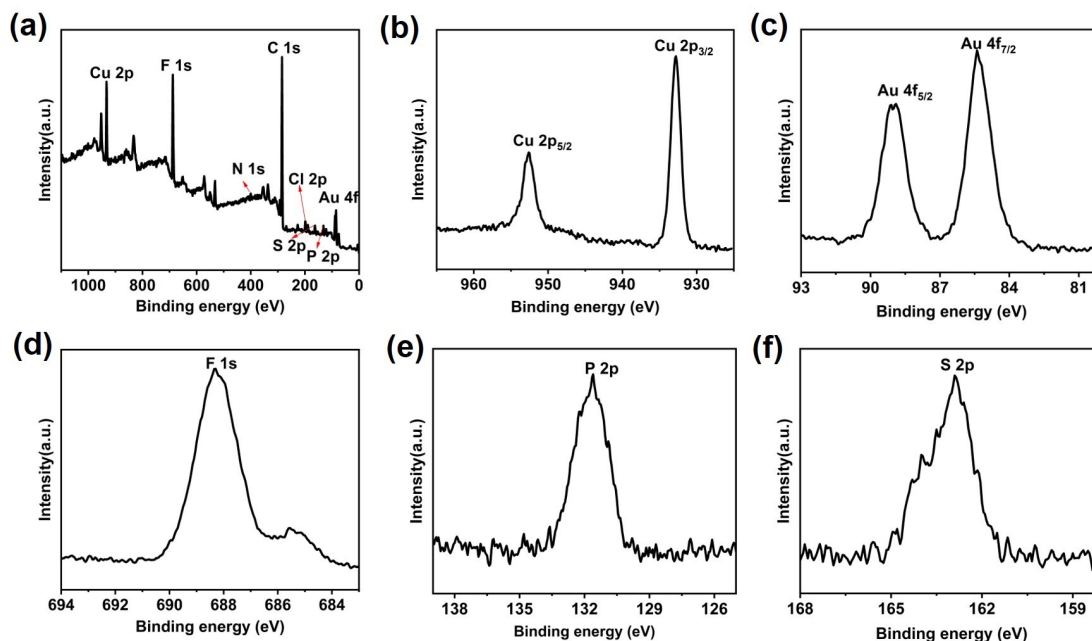 (a)
C 1s
F 1s
Cu 2p
N 1s
Cl 2p
Au 4f
S 2p
P 2p
Intensity(a.u.)
1000 800 600 400 200 0
Binding energy (eV)
(b)
Cu 2p3/2
Cu 2p5/2
Intensity(a.u.)
960 950 940 930
Binding energy (eV)
(c)
Au 4f7/2
Au 4f5/2
Intensity(a.u.)
93 90 87 84 81
Binding energy (eV)
(d)
F 1s
Intensity(a.u.)
694 692 690 688 686 684
Binding energy (eV)
(e)
P 2p
Intensity(a.u.)
138 135 132 129 126
Binding energy (eV)
(f)
S 2p
Intensity(a.u.)
168 165 162 159
Binding energy (eV)